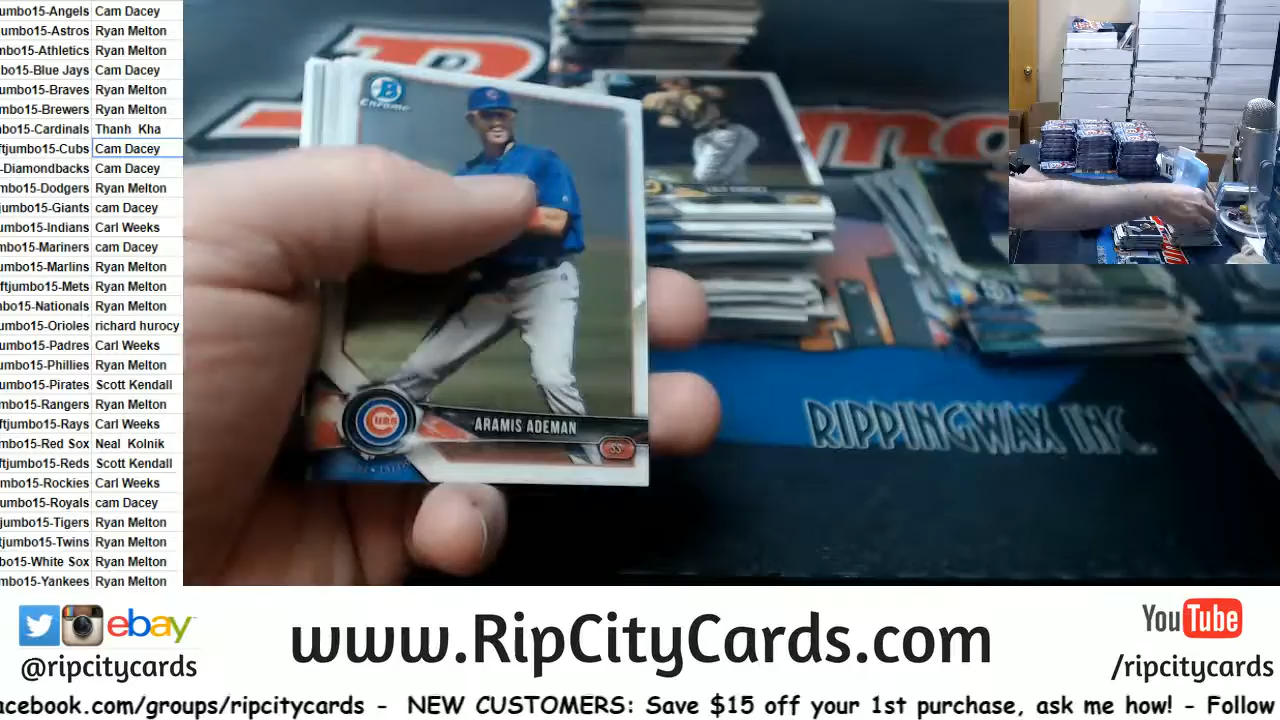 umbo15-Angels Cam Dacey
mbo15-Astros Ryan Melton
mbo15-Athletics Ryan Melton
bo15-Blue Jays Cam Dacey
umbo15-Braves Ryan Melton
mbo15-Brewers Ryan Melton
nbo15-Cardinals Thanh Kha
ftjumbo15-Cubs Cam Dacey
-Diamondbacks Cam Dacey
mbo15-Dodgers Ryan Melton
jumbo15-Giants cam Dacey
umbo15-Indians Carl Weeks
mbo15-Mariners cam Dacey
umbo15-Marlins Ryan Melton
ftjumbo15-Mets Ryan Melton
nbo15-Nationals Ryan Melton
umbo15-Orioles richard hurocy
umbo15-Padres Carl Weeks
umbo15-Phillies Ryan Melton
umbo15-Pirates Scott Kendall
mbo15-Rangers Ryan Melton
ftjumbo15-Rays Carl Weeks
mbo15-Red Sox Neal Kolnik
ftjumbo15-Reds Scott Kendall
mbo15-Rockies Carl Weeks
umbo15-Royals cam Dacey
umbo15-Tigers Ryan Melton
tjumbo15-Twins Ryan Melton
bo15-White Sox Ryan Melton
mbo15-Yankees Ryan Melton
B
Chrome
CUBS
ARAMIS ADEMAN
SS
RIPPINGWAX INC.
ebay
@ripcitycards
www.RipCityCards.com
YouTube
/ripcitycards
acebook.com/groups/ripcitycards - NEW CUSTOMERS: Save $15 off your 1st purchase, ask me how! - Follow